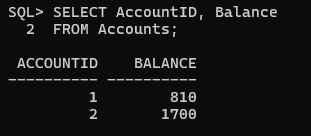 SQL> SELECT AccountID, Balance
  2  FROM Accounts;

 ACCOUNTID    BALANCE
---------- ----------
         1        810
         2       1700